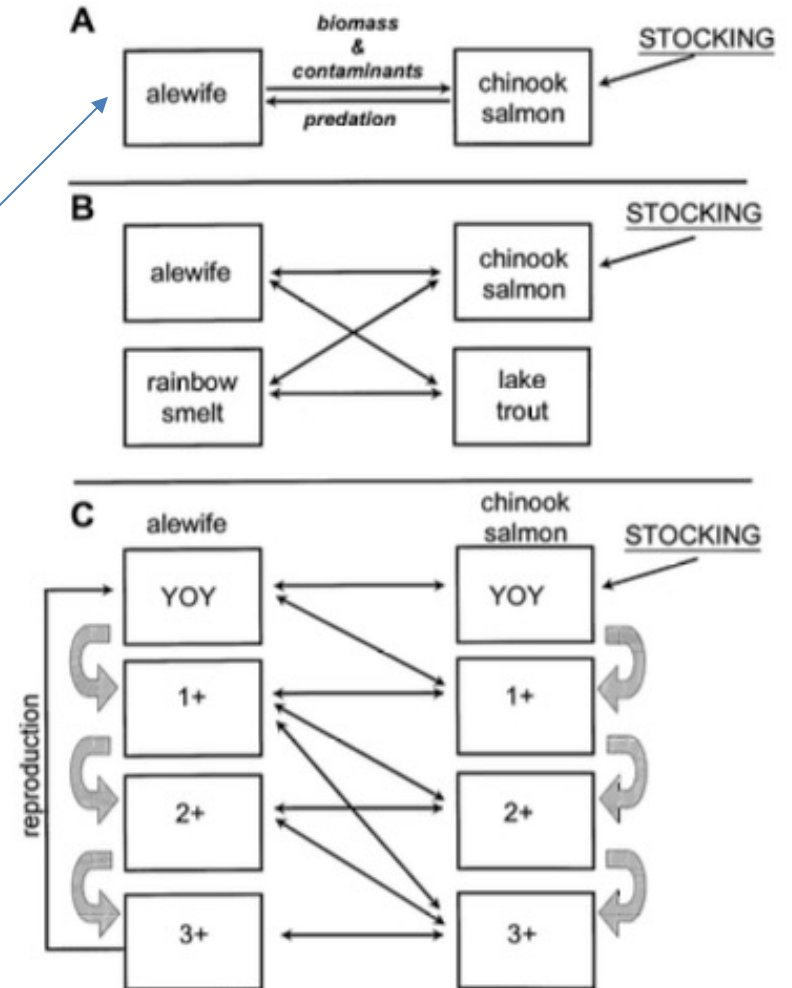 A
biomass
&
contaminants
STOCKING
alewife
chinook
salmon
predation
B
STOCKING
alewife
chinook
salmon
rainbow
smelt
lake
trout
C
alewife
chinook
salmon
STOCKING
YOY
YOY
1+
1+
reproduction
2+
2+
3+
3+